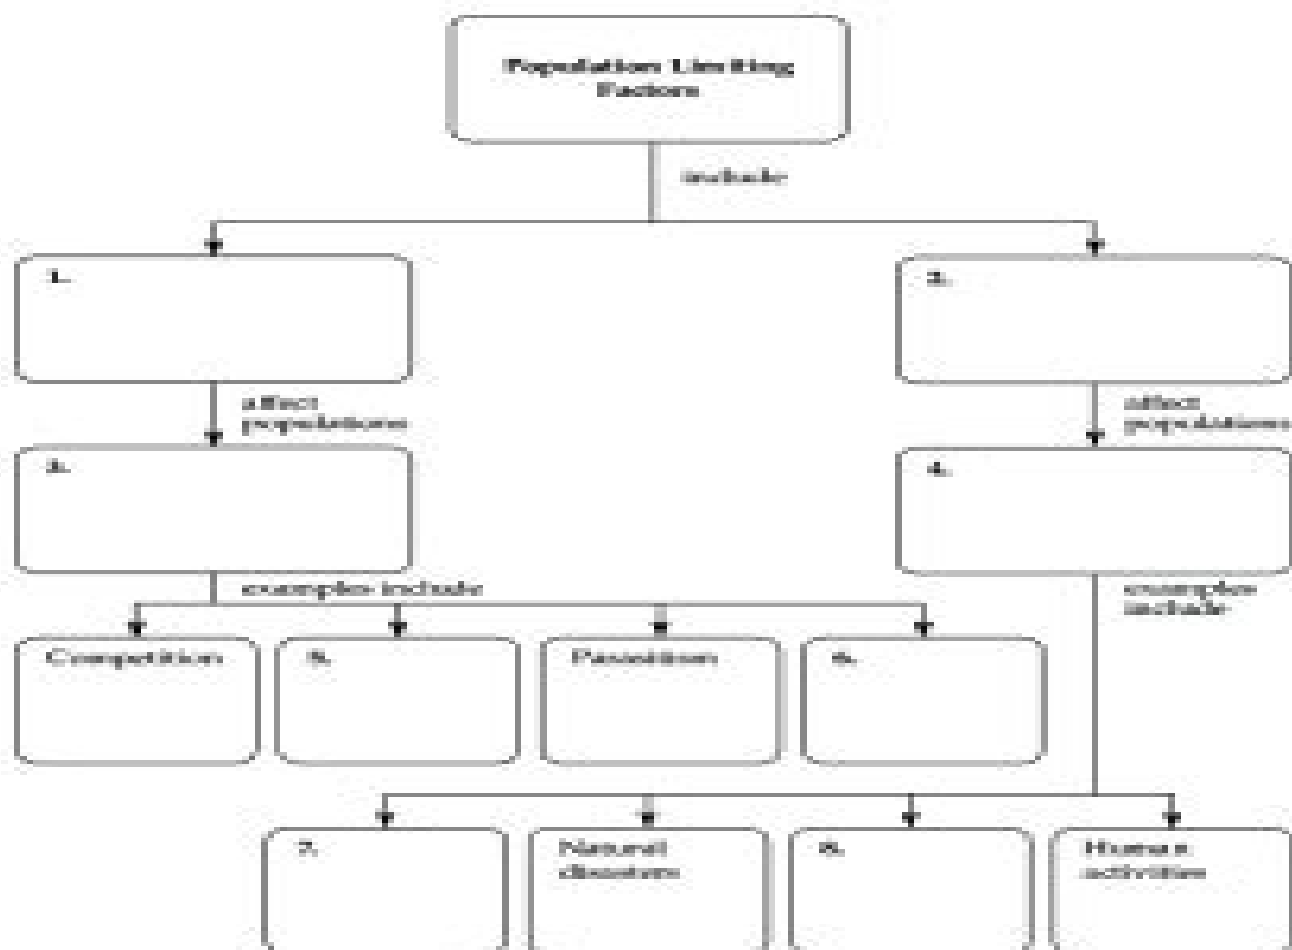 Population Limiting
Factors
include
1.
2.
affect
populations
affect
populations
3.
4.
examples include
examples
include
Competition
5.
Parasitism
6.
7.
Natural
disasters
8.
Human
activities